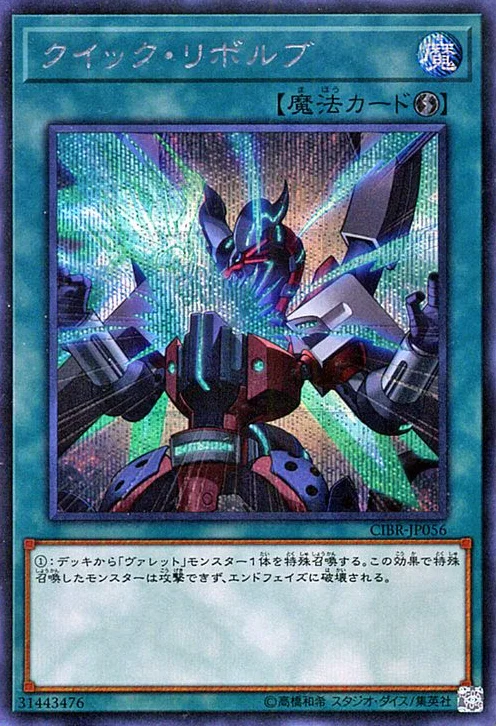 クイック・リボルブ
魔
【魔法カード】
CIBR-JP056
①：デッキから「ヴァレット」モンスター１体を特殊召喚する。この効果で特殊
召喚したモンスターは攻撃できず、エンドフェイズに破壊される。
31443476
©高橋和希 スタジオ・ダイス/集英社